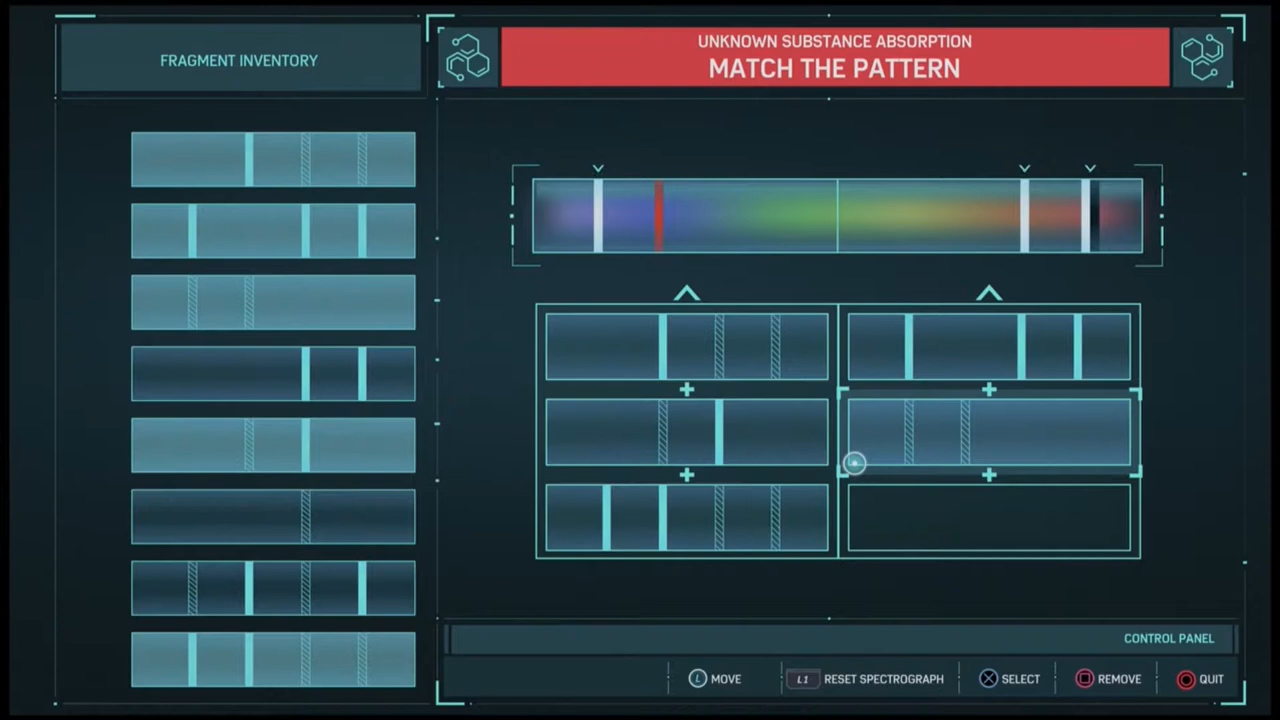 FRAGMENT INVENTORY
UNKNOWN SUBSTANCE ABSORPTION
MATCH THE PATTERN
CONTROL PANEL
L MOVE
L1 RESET SPECTROGRAPH
SELECT
REMOVE
QUIT